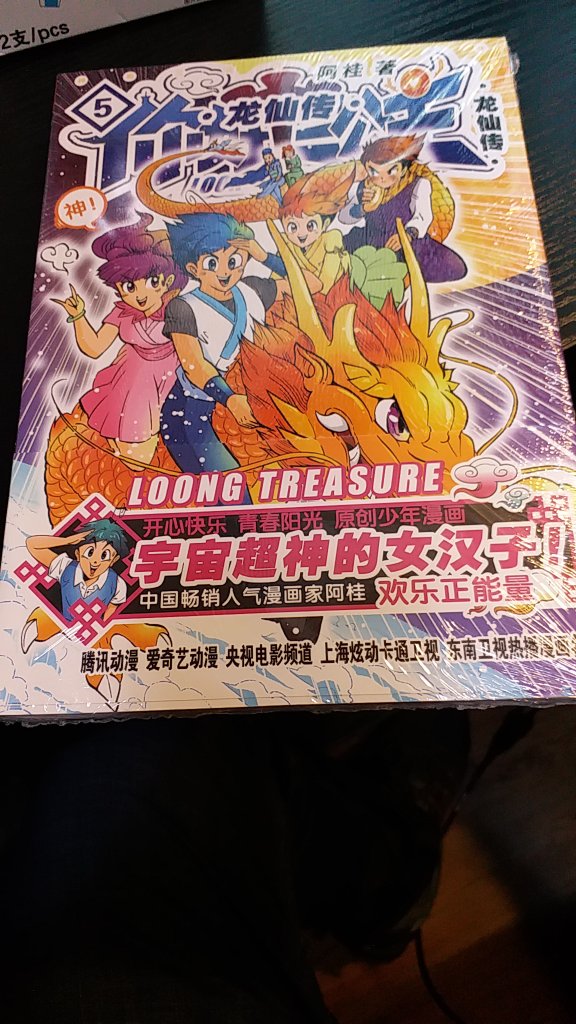 2支/pcs
阿桂 著
5
龙仙传
龙仙传
神！
LOONG TREASURE
开心快乐 青春阳光 原创少年漫画
宇宙超神的女汉子！
中国畅销人气漫画家阿桂 欢乐正能量
腾讯动漫 爱奇艺动漫 央视电影频道 上海炫动卡通卫视 东南卫视热播漫画